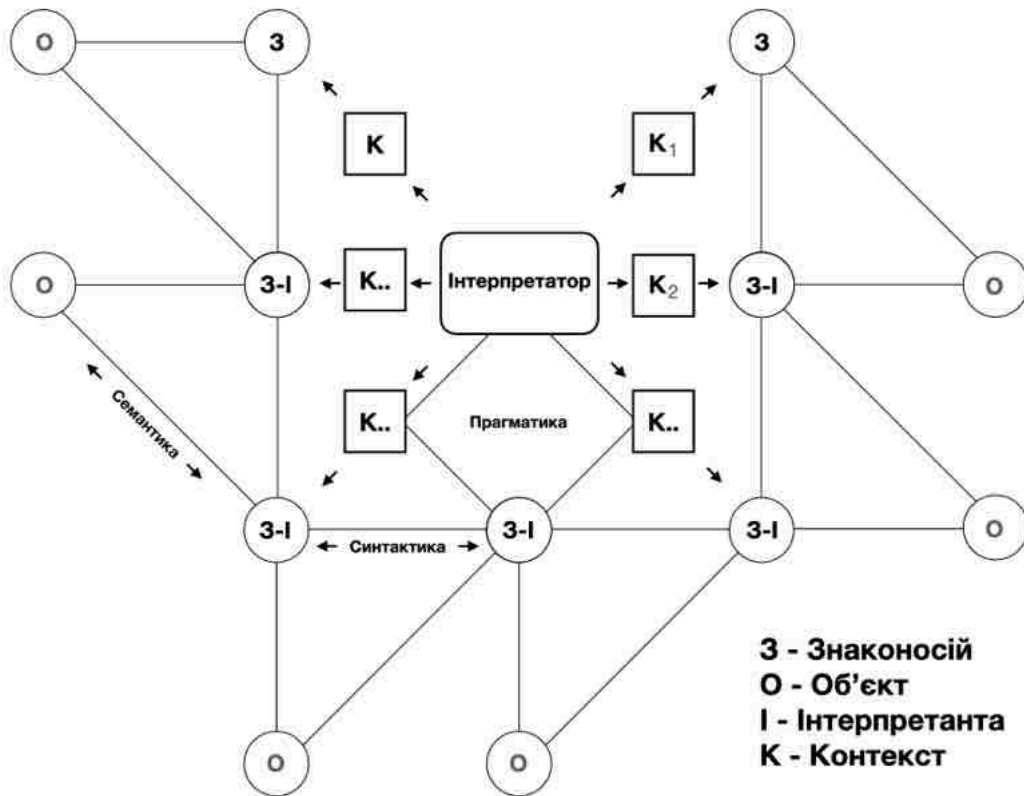 О
З
З
К
К₁
О
З-І
К..
Інтерпретатор
К₂
З-І
О
Семантика
К..
Прагматика
К..
З-І
Синтактика
З-І
З-І
О
О
О
З - Знаконосій
О - Об’єкт
І - Інтерпретанта
К - Контекст